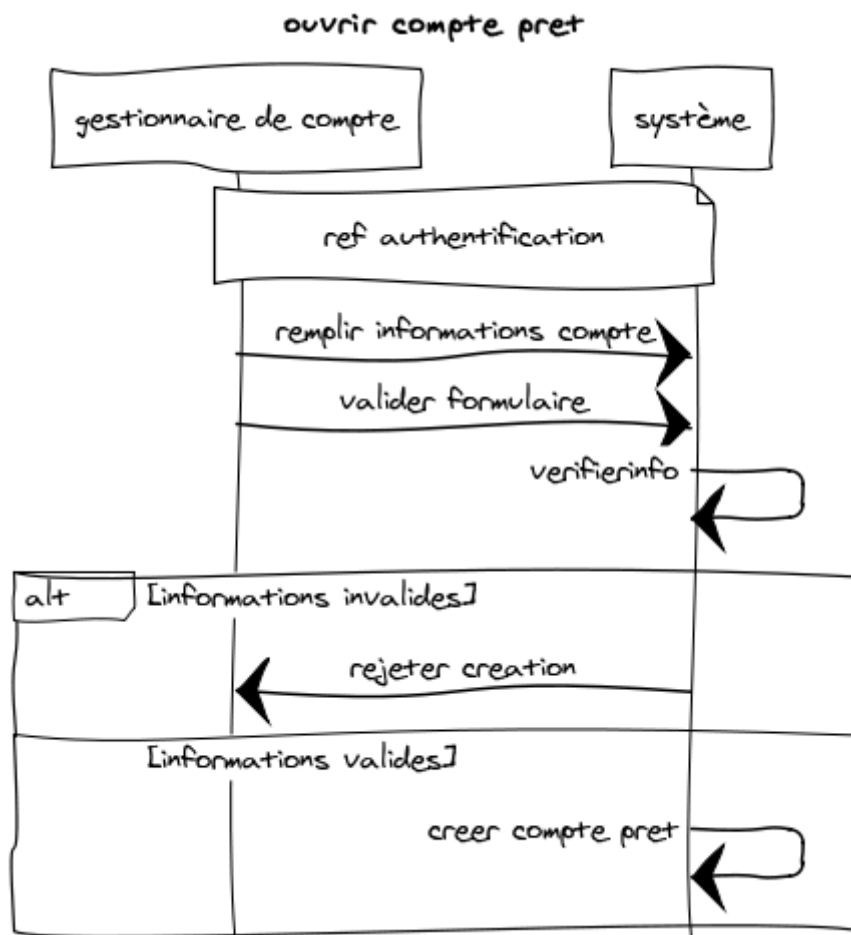 ouvrir compte pret
gestionnaire de compte
système
ref authentification
remplir informations compte
valider formulaire
verifierinfo
alt
[informations invalides]
rejeter creation
[informations valides]
creer compte pret